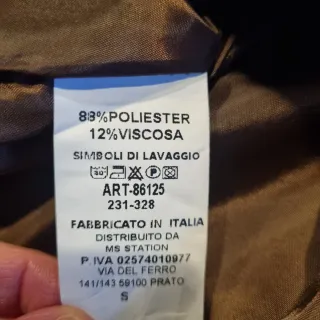 88%POLIESTER
12%VISCOSA
SIMBOLI DI LAVAGGIO
ART-86125
231-328
FABBRICATO IN ITALIA
DISTRIBUITO DA
MS STATION
P.IVA 02574010977
VIA DEL FERRO
141/143 59100 PRATO
S